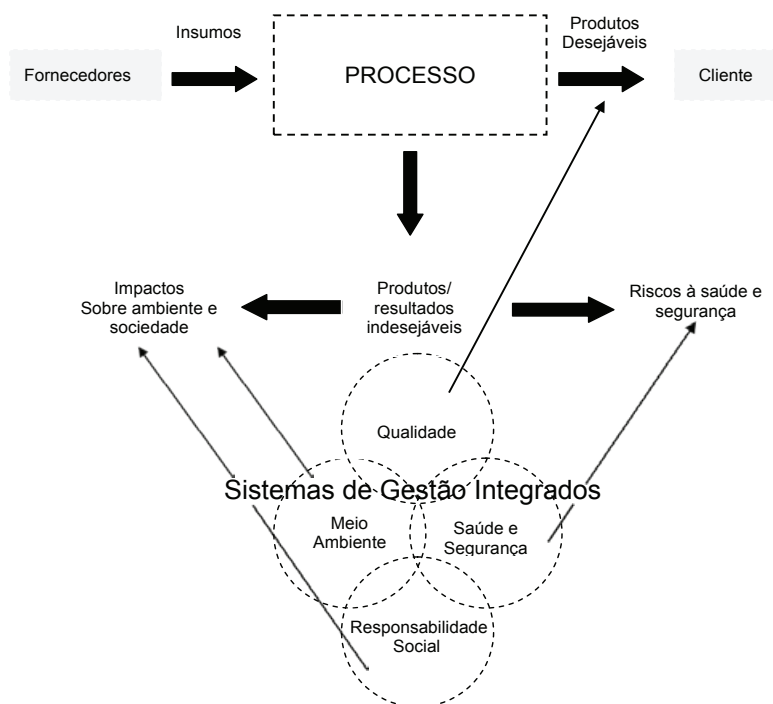 Insumos
Produtos
Desejáveis
Fornecedores
PROCESSO
Cliente
Impactos
Sobre ambiente e
sociedade
Produtos/
resultados
indesejáveis
Riscos à saúde e
segurança
Qualidade
Sistemas de Gestão Integrados
Meio
Ambiente
Saúde e
Segurança
Responsabilidade
Social